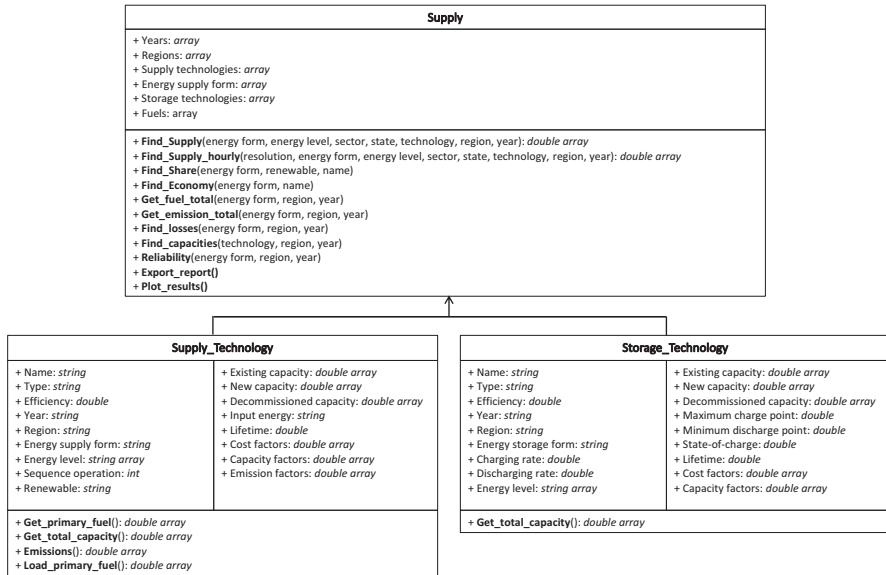 Supply
+ Years: array
+ Regions: array
+ Supply technologies: array
+ Energy supply form: array
+ Storage technologies: array
+ Fuels: array
+ Find_Supply(energy form, energy level, sector, state, technology, region, year): double array
+ Find_Supply_hourly(resolution, energy form, energy level, sector, state, technology, region, year): double array
+ Find_Share(energy form, renewable, name)
+ Find_Economy(energy form, name)
+ Get_fuel_total(energy form, region, year)
+ Get_emission_total(energy form, region, year)
+ Find_losses(energy form, region, year)
+ Find_capacities(technology, region, year)
+ Reliability(energy form, region, year)
+ Export_report()
+ Plot_results()
Supply_Technology
+ Name: string
+ Type: string
+ Efficiency: double
+ Year: string
+ Region: string
+ Energy supply form: string
+ Energy level: string array
+ Sequence operation: int
+ Renewable: string
+ Existing capacity: double array
+ New capacity: double array
+ Decommissioned capacity: double array
+ Input energy: string
+ Lifetime: double
+ Cost factors: double array
+ Capacity factors: double array
+ Emission factors: double array
+ Get_primary_fuel(): double array
+ Get_total_capacity(): double array
+ Emissions(): double array
+ Load_primary_fuel(): double array
Storage_Technology
+ Name: string
+ Type: string
+ Efficiency: double
+ Year: string
+ Region: string
+ Energy storage form: string
+ Charging rate: double
+ Discharging rate: double
+ Energy level: string array
+ Existing capacity: double array
+ New capacity: double array
+ Decommissioned capacity: double array
+ Maximum charge point: double
+ Minimum discharge point: double
+ State-of-charge: double
+ Lifetime: double
+ Cost factors: double array
+ Capacity factors: double array
+ Get_total_capacity(): double array